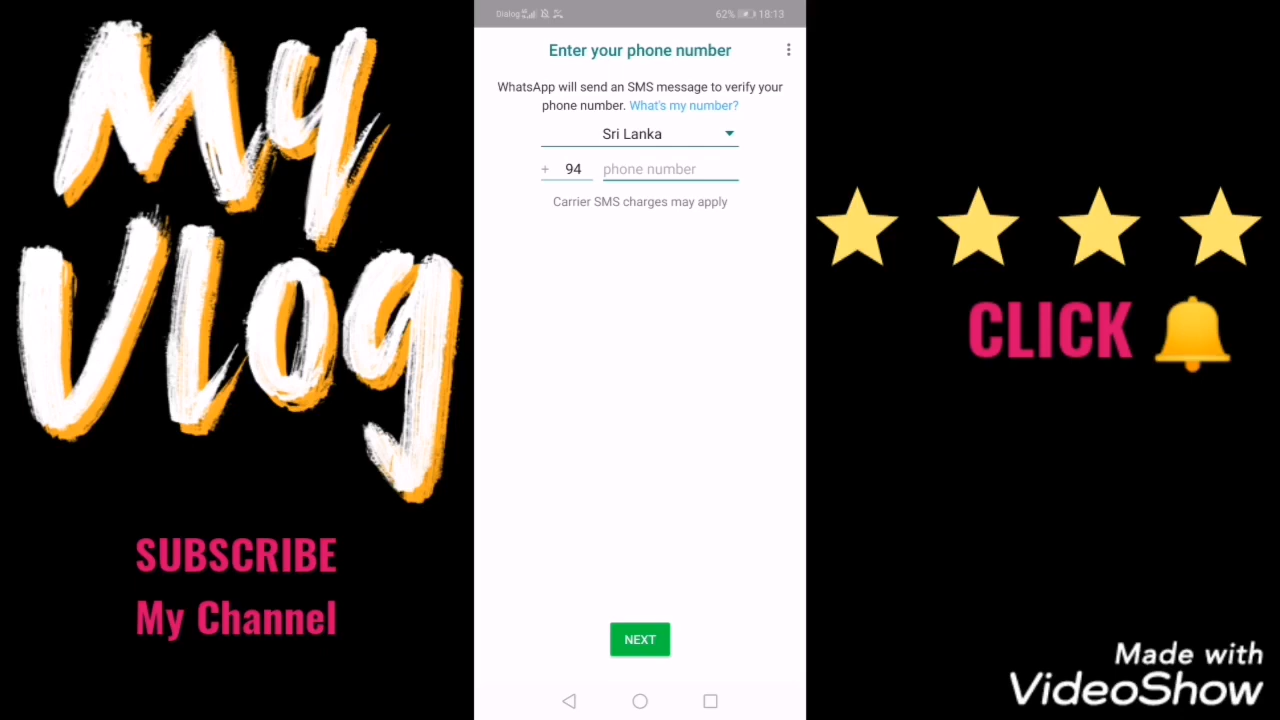 My
Vlog
SUBSCRIBE
My Channel
Dialog 62% 18:13
Enter your phone number
WhatsApp will send an SMS message to verify your
phone number. What's my number?
Sri Lanka
+ 94 phone number
Carrier SMS charges may apply
NEXT
CLICK
Made with
VideoShow